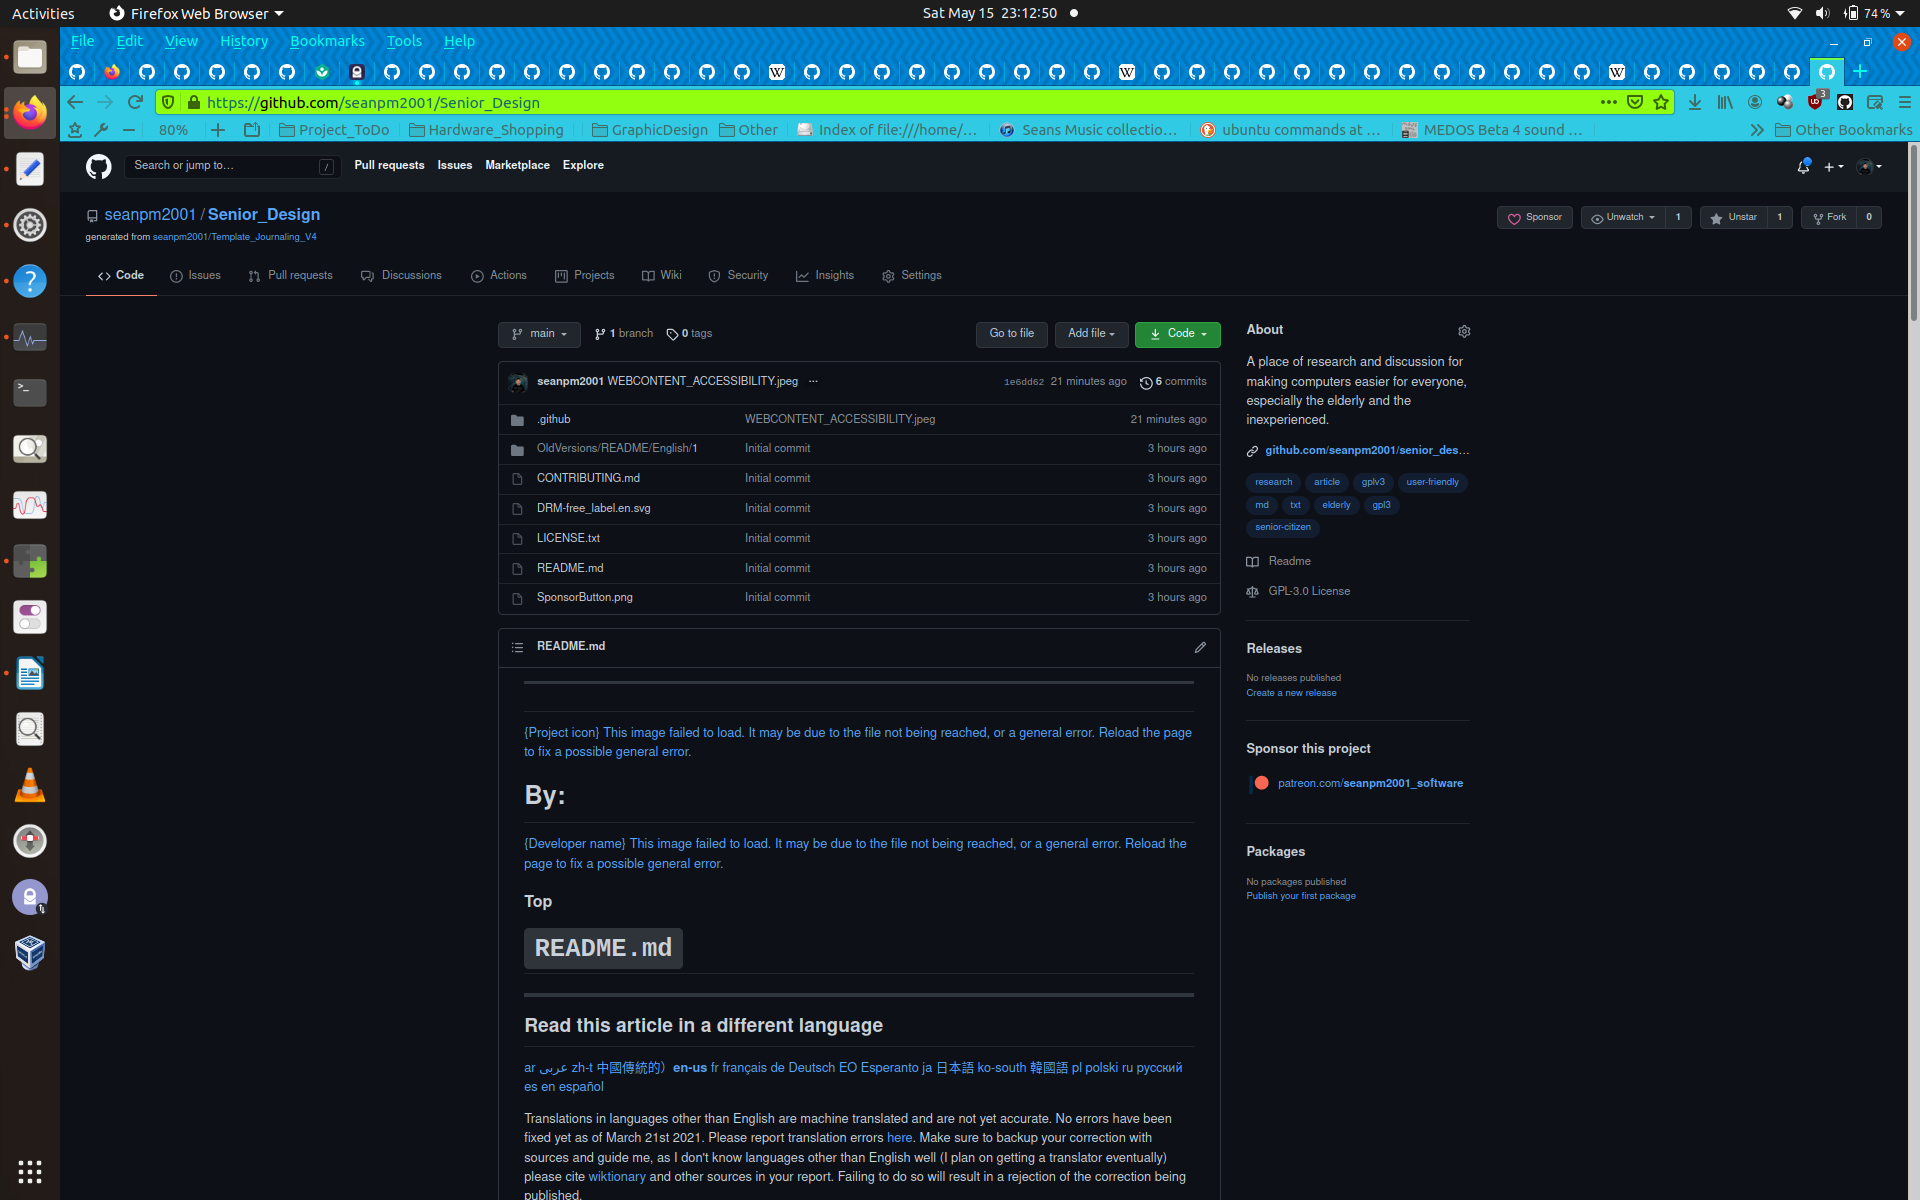 Activities
Firefox Web Browser
Sat May 15  23:12:50
74 %
File Edit View History Bookmarks Tools Help
https://github.com/seanpm2001/Senior_Design
3
80%
Project_ToDo
Hardware_Shopping
GraphicDesign
Other
Index of file:///home/...
Seans Music collectio...
ubuntu commands at ...
MEDOS Beta 4 sound ...
Other Bookmarks
Search or jump to...
/
Pull requests
Issues
Marketplace
Explore
seanpm2001 / Senior_Design
generated from seanpm2001/Template_Journaling_V4
Sponsor
Unwatch 1
Unstar 1
Fork 0
Code
Issues
Pull requests
Discussions
Actions
Projects
Wiki
Security
Insights
Settings
main
1 branch
0 tags
Go to file
Add file
Code
seanpm2001 WEBCONTENT_ACCESSIBILITY.jpeg ...
1e6dd62 21 minutes ago
6 commits
.github WEBCONTENT_ACCESSIBILITY.jpeg 21 minutes ago
OldVersions/README/English/1 Initial commit 3 hours ago
CONTRIBUTING.md Initial commit 3 hours ago
DRM-free_label.en.svg Initial commit 3 hours ago
LICENSE.txt Initial commit 3 hours ago
README.md Initial commit 3 hours ago
SponsorButton.png Initial commit 3 hours ago
README.md
{Project icon} This image failed to load. It may be due to the file not being reached, or a general error. Reload the page
to fix a possible general error.
By:
{Developer name} This image failed to load. It may be due to the file not being reached, or a general error. Reload the
page to fix a possible general error.
Top
README.md
Read this article in a different language
ar عربى zh-t 中國傳統的）en-us fr français de Deutsch EO Esperanto ja 日本語 ko-south 韓國語 pl polski ru русский
es en español
Translations in languages other than English are machine translated and are not yet accurate. No errors have been
fixed yet as of March 21st 2021. Please report translation errors here. Make sure to backup your correction with
sources and guide me, as I don't know languages other than English well (I plan on getting a translator eventually)
please cite wiktionary and other sources in your report. Failing to do so will result in a rejection of the correction being
published.
About
A place of research and discussion for
making computers easier for everyone,
especially the elderly and the
inexperienced.
github.com/seanpm2001/senior_des...
research article gplv3 user-friendly
md txt elderly gpl3
senior-citizen
Readme
GPL-3.0 License
Releases
No releases published
Create a new release
Sponsor this project
patreon.com/seanpm2001_software
Packages
No packages published
Publish your first package